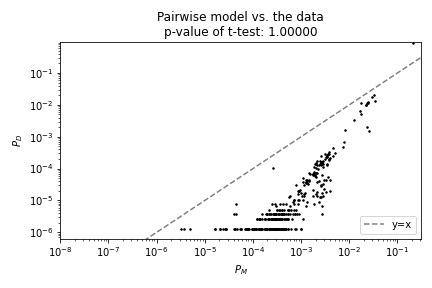 Pairwise model vs. the data
p-value of t-test: 1.00000
P_D
10^{-1}
10^{-2}
10^{-3}
10^{-4}
10^{-5}
10^{-6}
y=x
10^{-8} 10^{-7} 10^{-6} 10^{-5} 10^{-4} 10^{-3} 10^{-2} 10^{-1}
P_M